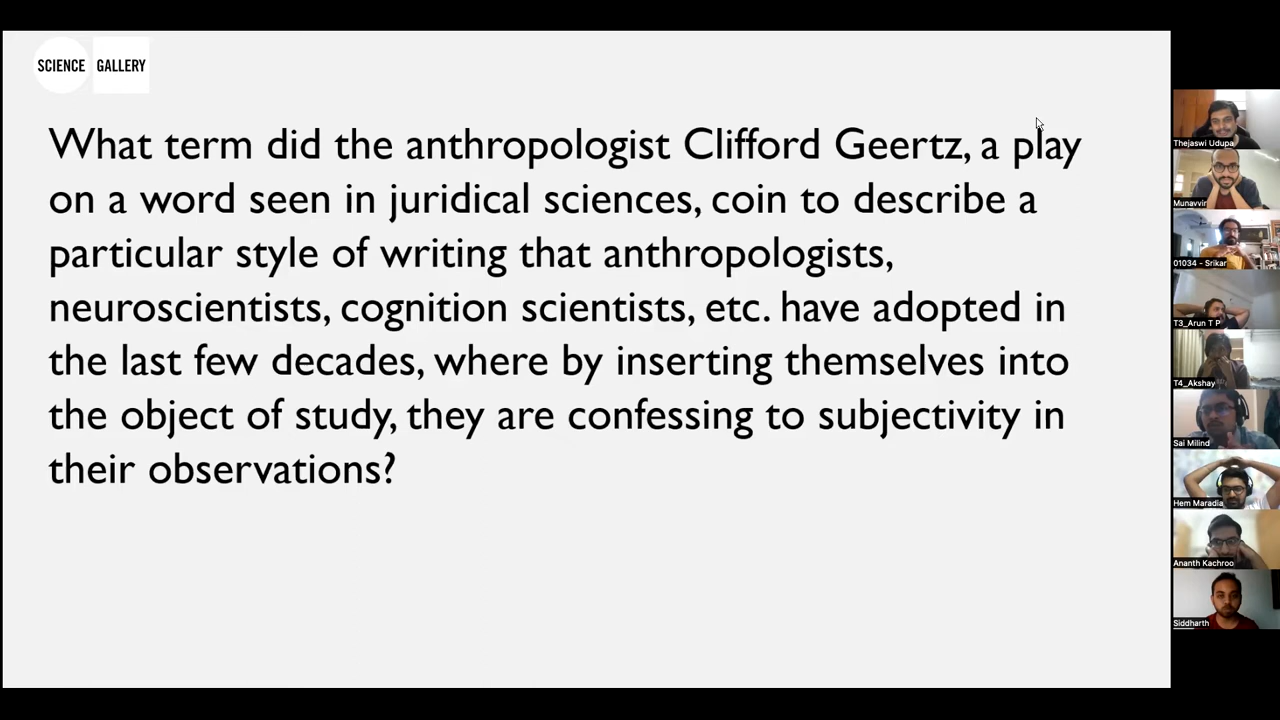 SCIENCE GALLERY
What term did the anthropologist Clifford Geertz, a play
on a word seen in juridical sciences, coin to describe a
particular style of writing that anthropologists,
neuroscientists, cognition scientists, etc. have adopted in
the last few decades, where by inserting themselves into
the object of study, they are confessing to subjectivity in
their observations?
Thejaswi Udupa
Munavvir
01034 - Srikar
T3_Arun T P
T4_Akshay
Sai Milind
Hem Maradia
Ananth Kachroo
Siddharth